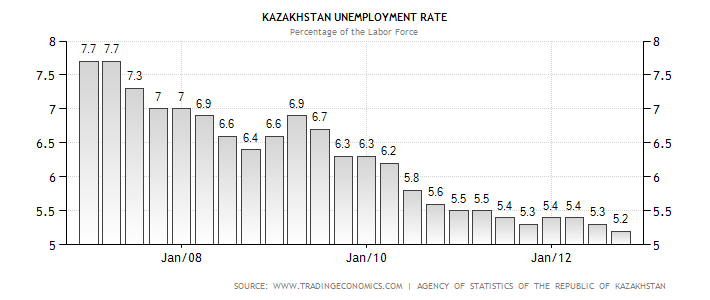 KAZAKHSTAN UNEMPLOYMENT RATE
Percentage of the Labor Force
8 8
7.7 7.7
7.5 7.5
7.3
7 7 7 7
6.9 6.9
6.7
6.6 6.6
6.5 6.5
6.4
6.3 6.3
6.2
6 6
5.8
5.6
5.5 5.5 5.5 5.5
5.4 5.4 5.4
5.3 5.3
5.2
5 5
Jan/08 Jan/10 Jan/12
SOURCE: WWW.TRADINGECONOMICS.COM | AGENCY OF STATISTICS OF THE REPUBLIC OF KAZAKHSTAN